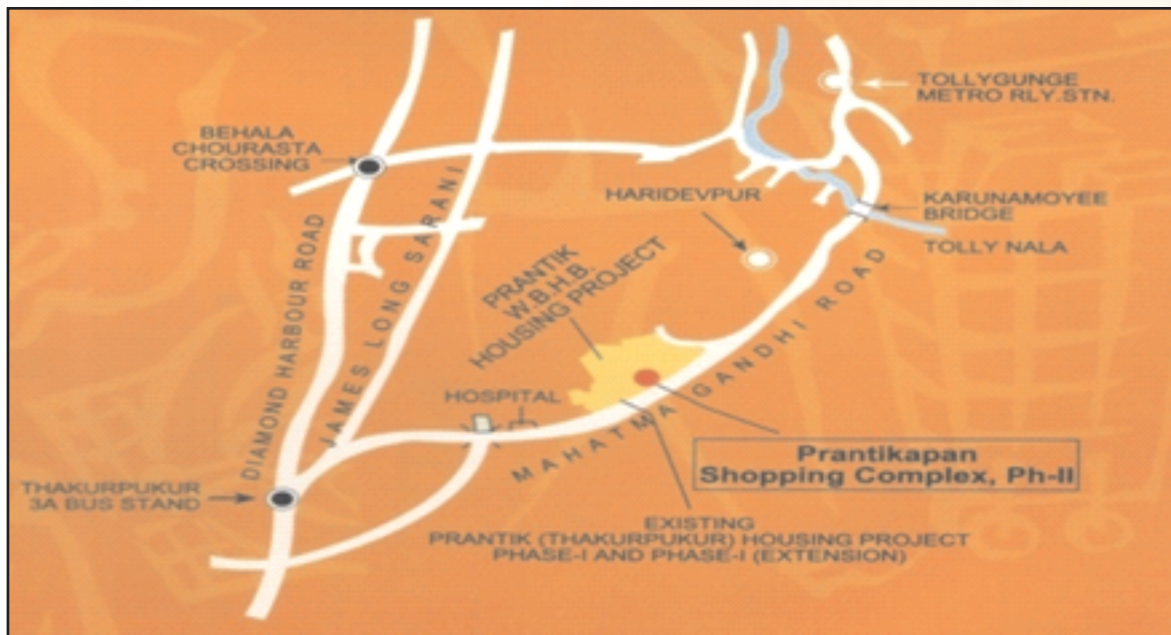 TOLLYGUNGE
METRO RLY.STN.
BEHALA
CHOURASTA
CROSSING
HARIDEVPUR
KARUNAMOYEE
BRIDGE
TOLLY NALA
DIAMOND HARBOUR ROAD
JAMES LONG SARANI
PRANTIK
W.B.H.B.
HOUSING PROJECT
MAHATMA GANDHI ROAD
HOSPITAL
Prantikapan
Shopping Complex, Ph-II
THAKURPUKUR
3A BUS STAND
EXISTING
PRANTIK (THAKURPUKUR) HOUSING PROJECT
PHASE-I AND PHASE-I (EXTENSION)